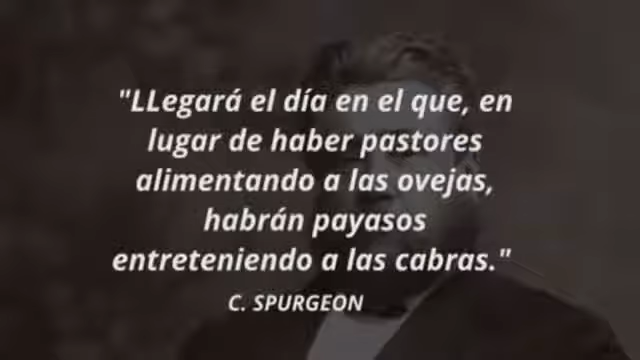 "LLegará el día en el que, en
lugar de haber pastores
alimentando a las ovejas,
habrán payasos
entreteniendo a las cabras."
C. SPURGEON